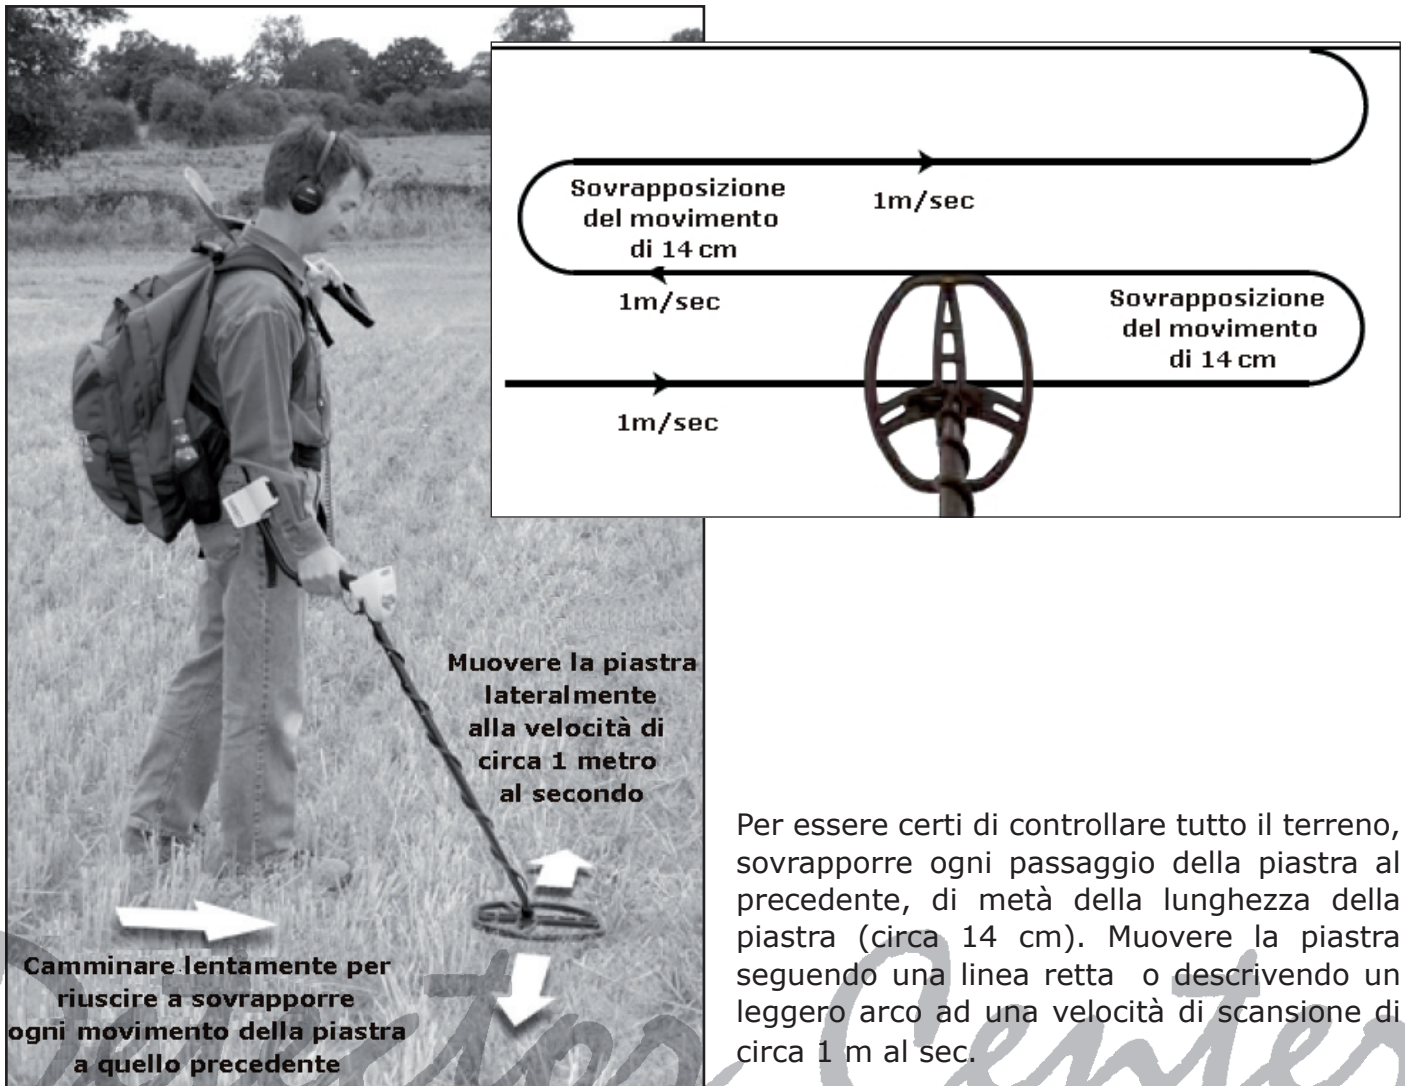 Sovrapposizione
del movimento
di 14 cm
1m/sec
1m/sec
Sovrapposizione
del movimento
di 14 cm
1m/sec
Muovere la piastra
lateralmente
alla velocità di
circa 1 metro
al secondo
Camminare lentamente per
riuscire a sovrapporre
ogni movimento della piastra
a quello precedente
Per essere certi di controllare tutto il terreno,
sovrapporre ogni passaggio della piastra al
precedente, di metà della lunghezza della
piastra (circa 14 cm). Muovere la piastra
seguendo una linea retta o descrivendo un
leggero arco ad una velocità di scansione di
circa 1 m al sec.
Detector Center